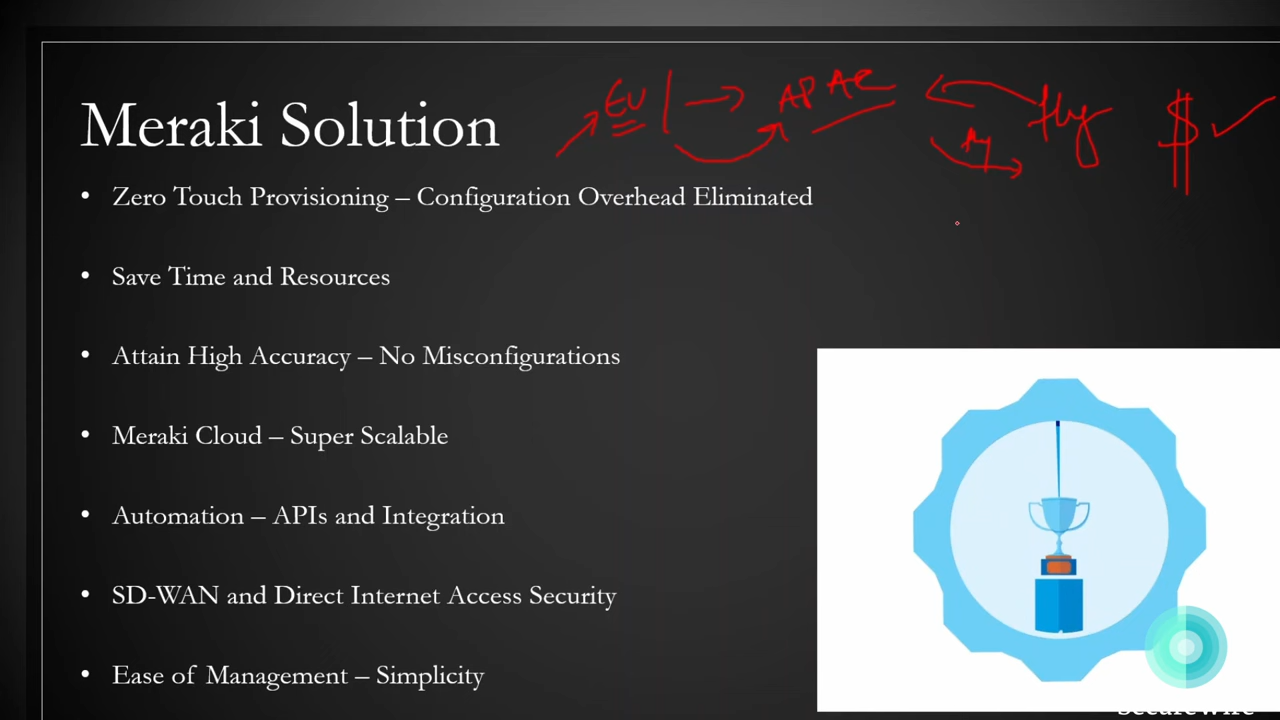 EU → APAC ← fly $ ✓
fly
Meraki Solution
• Zero Touch Provisioning – Configuration Overhead Eliminated
• Save Time and Resources
• Attain High Accuracy – No Misconfigurations
• Meraki Cloud – Super Scalable
• Automation – APIs and Integration
• SD-WAN and Direct Internet Access Security
• Ease of Management – Simplicity